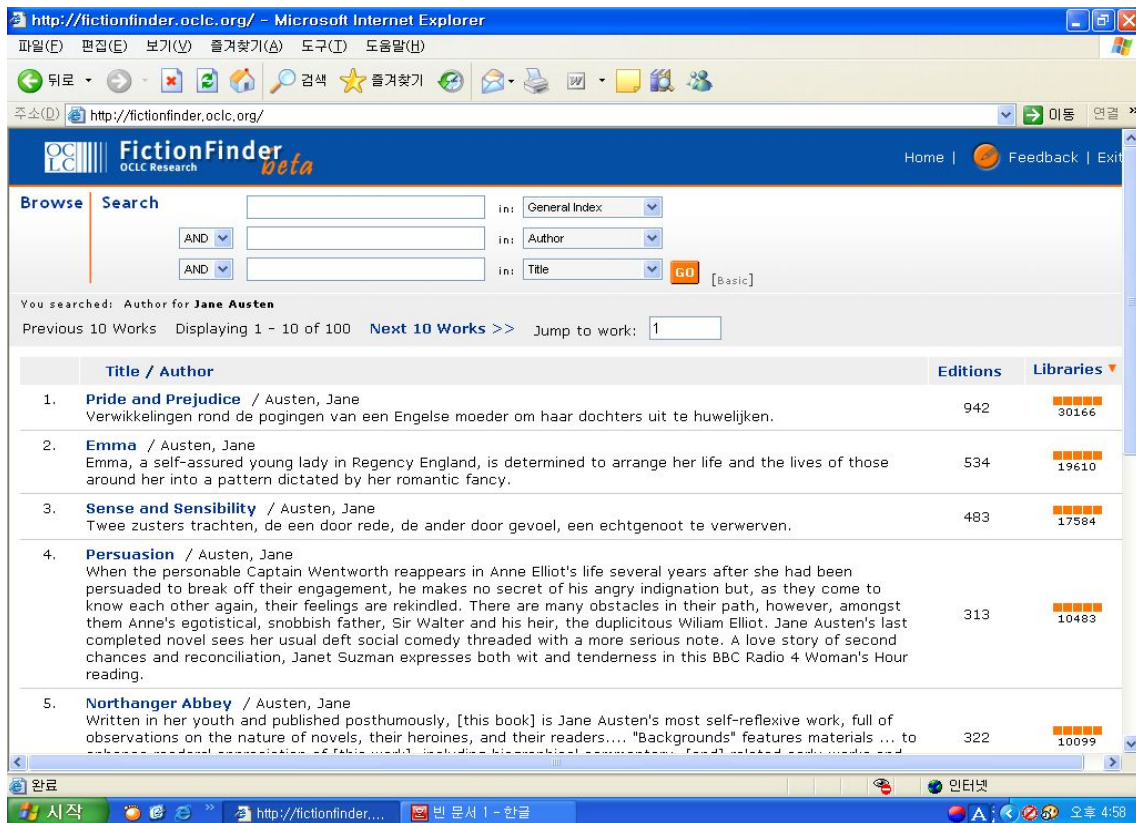 http://fictionfinder.oclc.org/ - Microsoft Internet Explorer
파일(F) 편집(E) 보기(V) 즐겨찾기(A) 도구(T) 도움말(H)
뒤로 검색 즐겨찾기
주소(D) http://fictionfinder.oclc.org/ 이동 연결 »
OCLC FictionFinder beta
OCLC Research
Home | Feedback | Exit
Browse Search in: General Index
AND in: Author
AND in: Title GO [Basic]
You searched: Author for Jane Austen
Previous 10 Works Displaying 1 - 10 of 100 Next 10 Works >> Jump to work: 1
Title / Author Editions Libraries
1. Pride and Prejudice / Austen, Jane
Verwikkelingen rond de pogingen van een Engelse moeder om haar dochters uit te huwelijken.
942 30166
2. Emma / Austen, Jane
Emma, a self-assured young lady in Regency England, is determined to arrange her life and the lives of those
around her into a pattern dictated by her romantic fancy.
534 19610
3. Sense and Sensibility / Austen, Jane
Twee zusters trachten, de een door rede, de ander door gevoel, een echtgenoot te verwerven.
483 17584
4. Persuasion / Austen, Jane
When the personable Captain Wentworth reappears in Anne Elliot's life several years after she had been
persuaded to break off their engagement, he makes no secret of his angry indignation but, as they come to
know each other again, their feelings are rekindled. There are many obstacles in their path, however, amongst
them Anne's egotistical, snobbish father, Sir Walter and his heir, the duplicitous Wiliam Elliot. Jane Austen's last
completed novel sees her usual deft social comedy threaded with a more serious note. A love story of second
chances and reconciliation, Janet Suzman expresses both wit and tenderness in this BBC Radio 4 Woman's Hour
reading.
313 10483
5. Northanger Abbey / Austen, Jane
Written in her youth and published posthumously, [this book] is Jane Austen's most self-reflexive work, full of
observations on the nature of novels, their heroines, and their readers.... "Backgrounds" features materials ... to
322 10099
완료 인터넷
시작 » http://fictionfinder,... 빈 문서 1 - 한글 A 오후 4:58